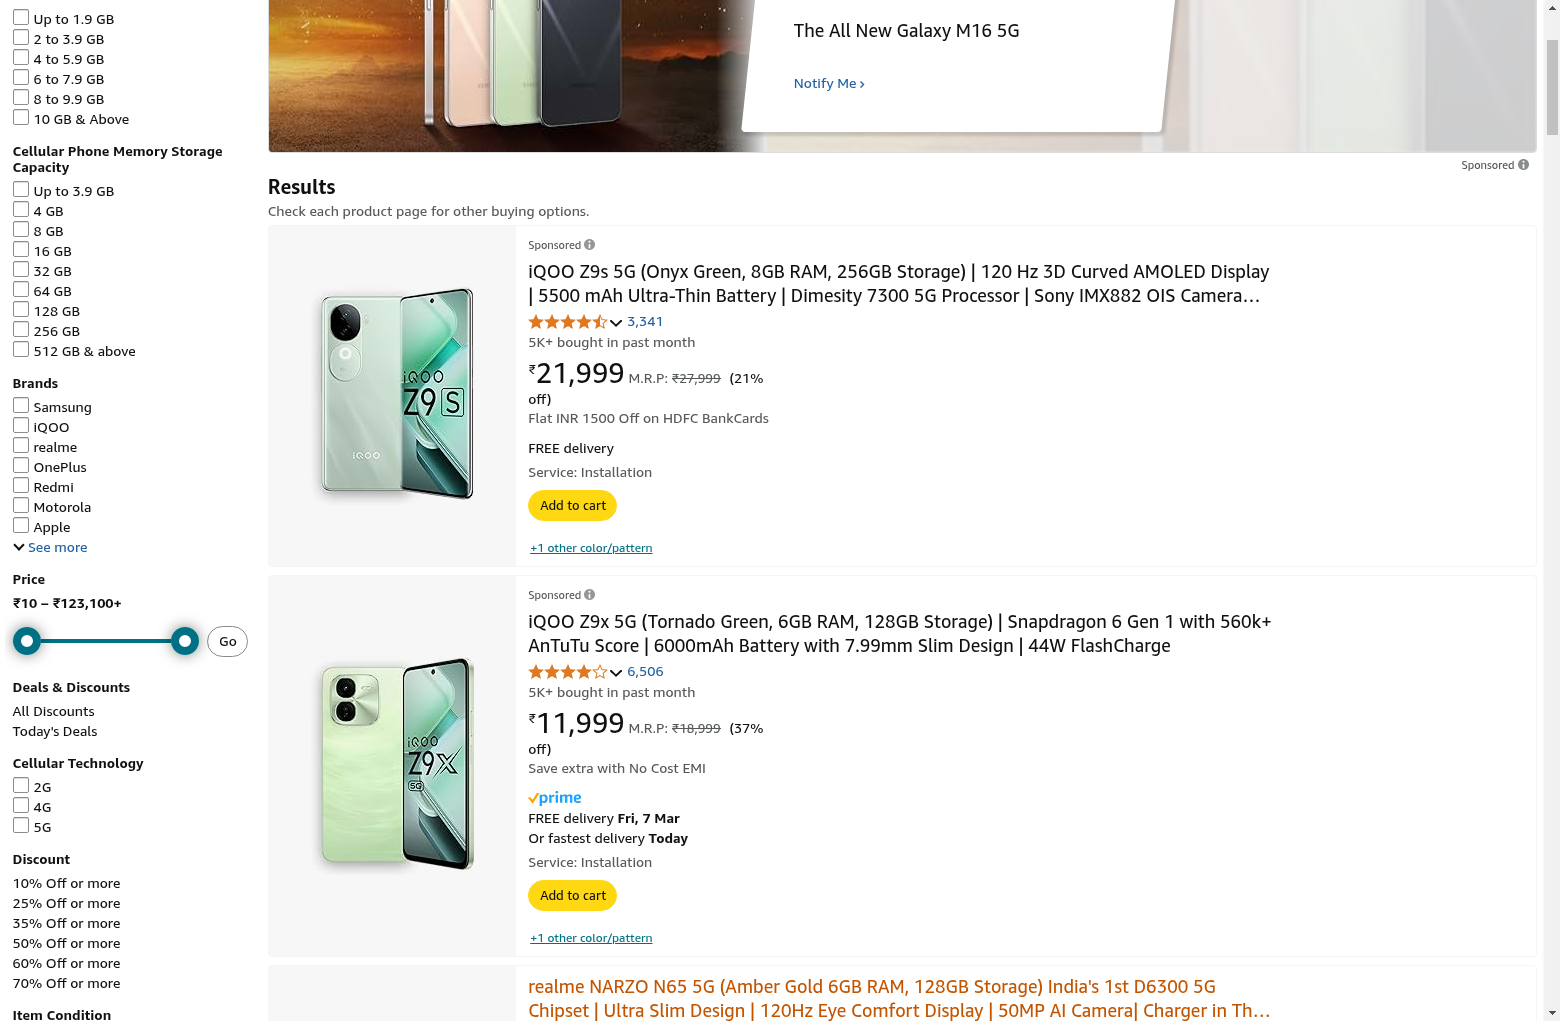 Up to 1.9 GB
2 to 3.9 GB
4 to 5.9 GB
6 to 7.9 GB
8 to 9.9 GB
10 GB & Above
Cellular Phone Memory Storage
Capacity
Up to 3.9 GB
4 GB
8 GB
16 GB
32 GB
64 GB
128 GB
256 GB
512 GB & above
Brands
Samsung
iQOO
realme
OnePlus
Redmi
Motorola
Apple
See more
Price
₹10 – ₹123,100+
Go
Deals & Discounts
All Discounts
Today's Deals
Cellular Technology
2G
4G
5G
Discount
10% Off or more
25% Off or more
35% Off or more
50% Off or more
60% Off or more
70% Off or more
Item Condition
The All New Galaxy M16 5G
Notify Me ›
Sponsored
Results
Check each product page for other buying options.
iQOO
Z9 S
iQOO
Sponsored
iQOO Z9s 5G (Onyx Green, 8GB RAM, 256GB Storage) | 120 Hz 3D Curved AMOLED Display
| 5500 mAh Ultra-Thin Battery | Dimesity 7300 5G Processor | Sony IMX882 OIS Camera…
3,341
5K+ bought in past month
₹21,999 M.R.P: ₹27,999 (21%
off)
Flat INR 1500 Off on HDFC BankCards
FREE delivery
Service: Installation
Add to cart
+1 other color/pattern
iQOO
Z9X
5G
Sponsored
iQOO Z9x 5G (Tornado Green, 6GB RAM, 128GB Storage) | Snapdragon 6 Gen 1 with 560k+
AnTuTu Score | 6000mAh Battery with 7.99mm Slim Design | 44W FlashCharge
6,506
5K+ bought in past month
₹11,999 M.R.P: ₹18,999 (37%
off)
Save extra with No Cost EMI
prime
FREE delivery Fri, 7 Mar
Or fastest delivery Today
Service: Installation
Add to cart
+1 other color/pattern
realme NARZO N65 5G (Amber Gold 6GB RAM, 128GB Storage) India's 1st D6300 5G
Chipset | Ultra Slim Design | 120Hz Eye Comfort Display | 50MP AI Camera| Charger in Th…